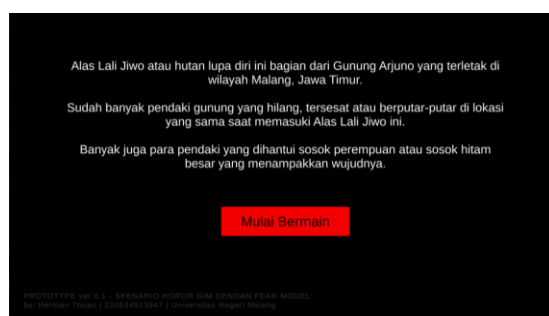 Alas Lali Jiwo atau hutan lupa diri ini bagian dari Gunung Arjuno yang terletak di
wilayah Malang, Jawa Timur.
Sudah banyak pendaki gunung yang hilang, tersesat atau berputar-putar di lokasi
yang sama saat memasuki Alas Lali Jiwo ini.
Banyak juga para pendaki yang dihantui sosok perempuan atau sosok hitam
besar yang menampakkan wujudnya.
Mulai Bermain
PROTOTYPE ver 0.1 - SKENARIO HOROR GIM DENGAN FEAR MODEL
by: Herman Thuan | 220534613947 | Universitas Negeri Malang